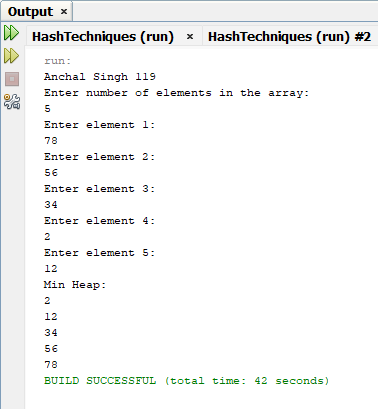 Output ×
HashTechniques (run) × HashTechniques (run) #2
run:
Anchal Singh 119
Enter number of elements in the array:
5
Enter element 1:
78
Enter element 2:
56
Enter element 3:
34
Enter element 4:
2
Enter element 5:
12
Min Heap:
2
12
34
56
78
BUILD SUCCESSFUL (total time: 42 seconds)